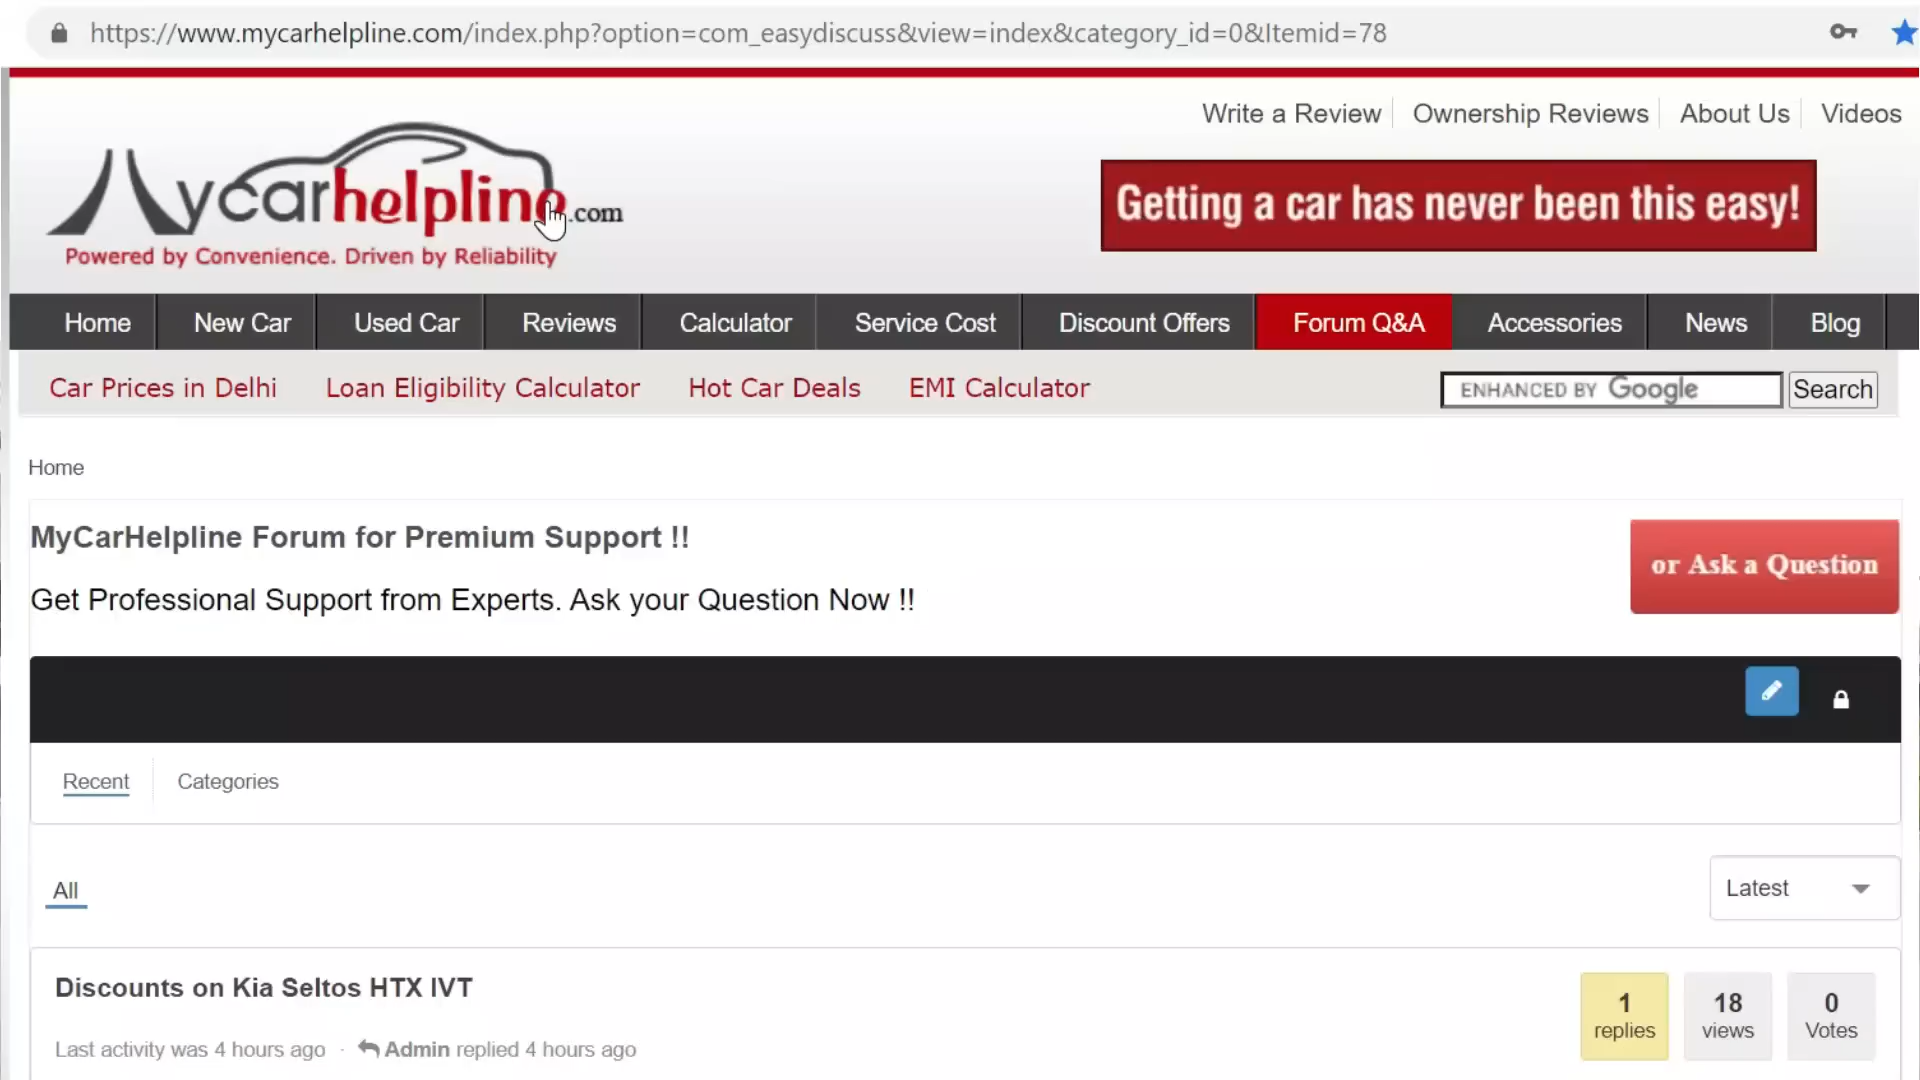 https://www.mycarhelpline.com/index.php?option=com_easydiscuss&view=index&category_id=0&Itemid=78
Write a Review Ownership Reviews About Us Videos
Mycarhelpline.com
Powered by Convenience. Driven by Reliability
Getting a car has never been this easy!
Home New Car Used Car Reviews Calculator Service Cost Discount Offers Forum Q&A Accessories News Blog
Car Prices in Delhi Loan Eligibility Calculator Hot Car Deals EMI Calculator ENHANCED BY Google Search
Home
MyCarHelpline Forum for Premium Support !!
or Ask a Question
Get Professional Support from Experts. Ask your Question Now !!
Recent Categories
All
Latest
Discounts on Kia Seltos HTX IVT
1 18 0
replies views Votes
Last activity was 4 hours ago · Admin replied 4 hours ago